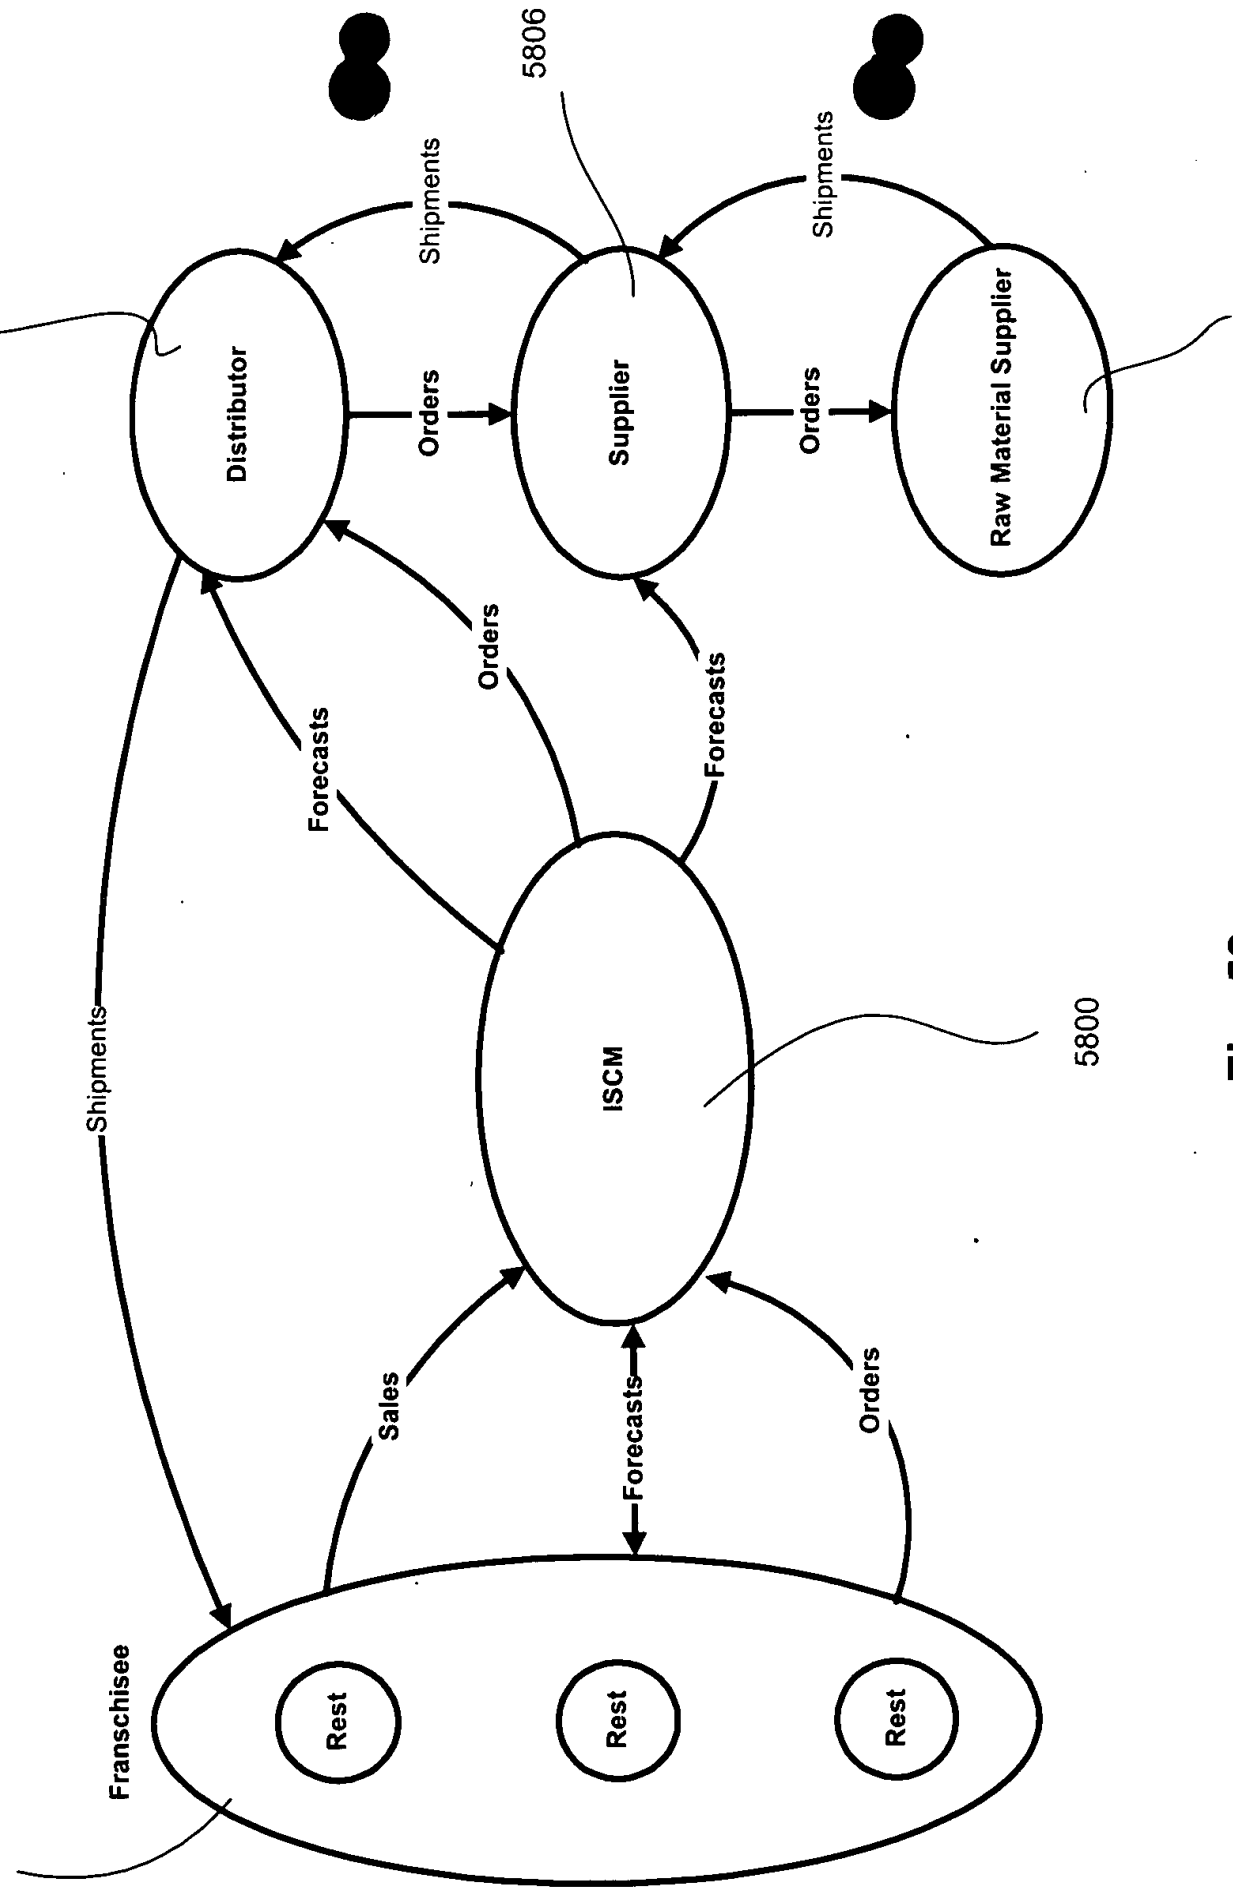 Shipments
Franschisee
Distributor
Forecasts
Rest
Sales
Orders
Shipments
Orders
5806
Rest
ISCM
Supplier
Forecasts
Forecasts
Orders
Shipments
Orders
Rest
Raw Material Supplier
5800